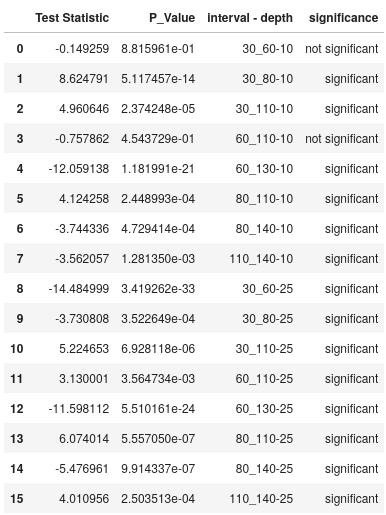 Test Statistic P_Value interval - depth significance
0 -0.149259 8.815961e-01 30_60-10 not significant
1 8.624791 5.117457e-14 30_80-10 significant
2 4.960646 2.374248e-05 30_110-10 significant
3 -0.757862 4.543729e-01 60_110-10 not significant
4 -12.059138 1.181991e-21 60_130-10 significant
5 4.124258 2.448993e-04 80_110-10 significant
6 -3.744336 4.729414e-04 80_140-10 significant
7 -3.562057 1.281350e-03 110_140-10 significant
8 -14.484999 3.419262e-33 30_60-25 significant
9 -3.730808 3.522649e-04 30_80-25 significant
10 5.224653 6.928118e-06 30_110-25 significant
11 3.130001 3.564734e-03 60_110-25 significant
12 -11.598112 5.510161e-24 60_130-25 significant
13 6.074014 5.557050e-07 80_110-25 significant
14 -5.476961 9.914337e-07 80_140-25 significant
15 4.010956 2.503513e-04 110_140-25 significant